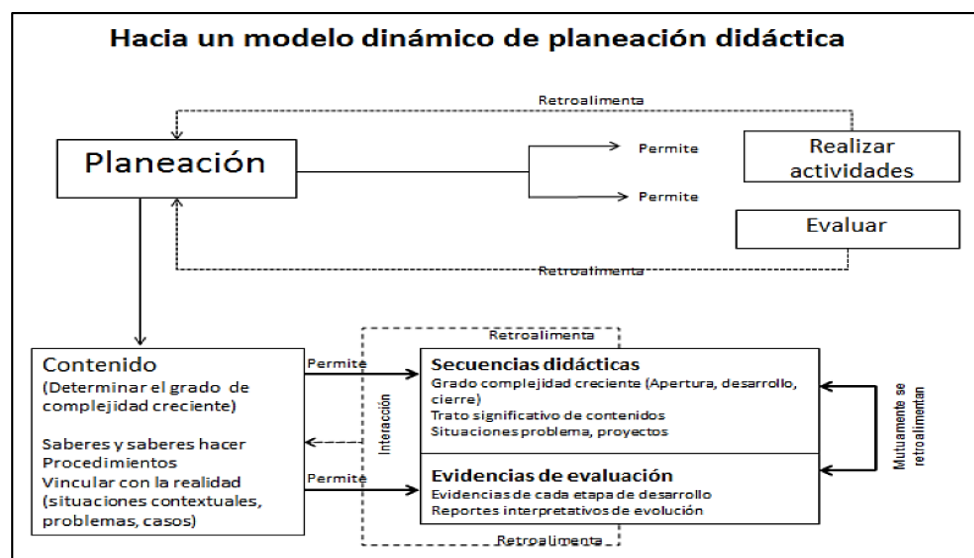 Hacia un modelo dinámico de planeación didáctica
Retroalimenta
Planeación
Permite
Permite
Realizar
actividades
Evaluar
Retroalimenta
Contenido
(Determinar el grado de
complejidad creciente)
Saberes y saberes hacer
Procedimientos
Vincular con la realidad
(situaciones contextuales,
problemas, casos)
Permite
Permite
Interacción
Retroalimenta
Secuencias didácticas
Grado complejidad creciente (Apertura, desarrollo,
cierre)
Trato significativo de contenidos
Situaciones problema, proyectos
Evidencias de evaluación
Evidencias de cada etapa de desarrollo
Reportes interpretativos de evolución
Retroalimenta
Mutuamente se
retroalimentan